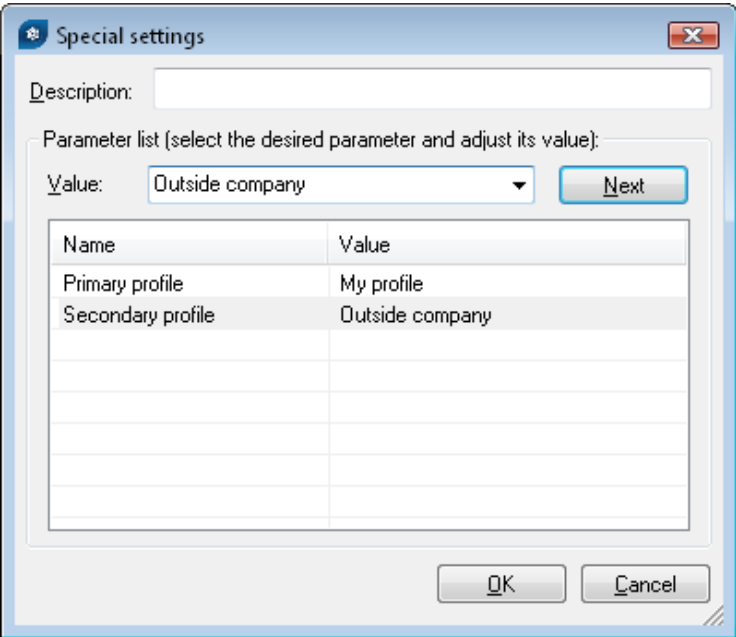 Special settings
Description:
Parameter list (select the desired parameter and adjust its value):
Value: Outside company Next
Name Value
Primary profile My profile
Secondary profile Outside company
OK Cancel